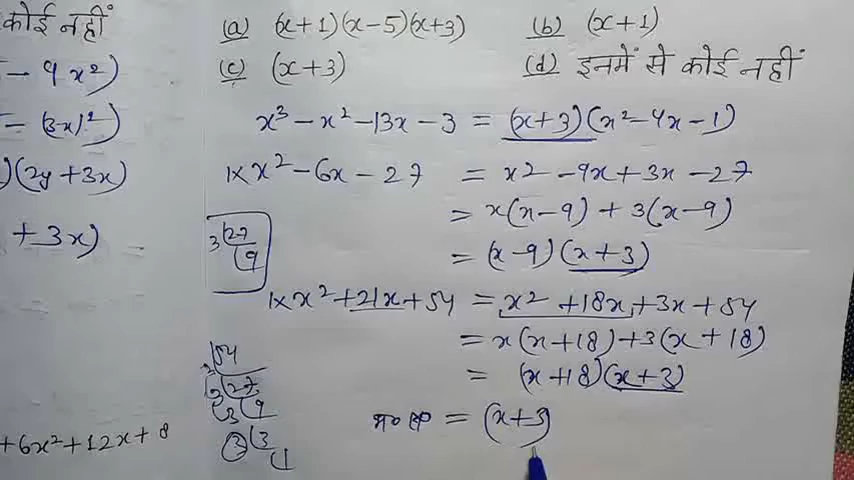 कोई नहीं
- 9x²)
= (3x)²)
)(2y + 3x)
+ 3x)
+6x² + 12x + 8
(a) (x+1)(x-5)(x+3) (b) (x+1)
(c) (x+3) (d) इनमें से कोई नहीं
x³ - x² - 13x - 3 = (x+3)(x² - 4x - 1)
1×x² - 6x - 27 = x² - 9x + 3x - 27
= x(x-9) + 3(x-9)
3 27
9
= (x-9)(x+3)
1×x² + 21x + 54 = x² + 18x + 3x + 54
= x(x+18) + 3(x+18)
54
= (x+18)(x+3)
3 27
3 9
3 3
1
म० स० = (x+3)